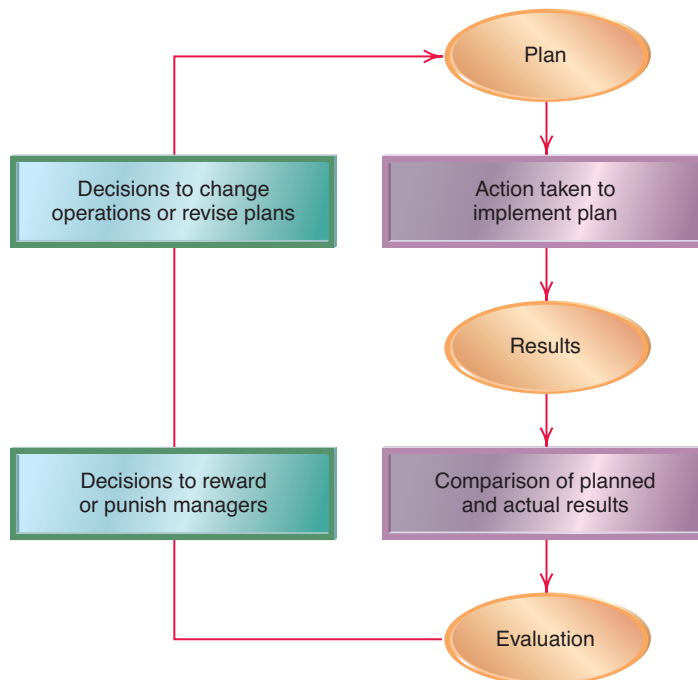 Plan
Decisions to change
operations or revise plans
Action taken to
implement plan
Results
Decisions to reward
or punish managers
Comparison of planned
and actual results
Evaluation